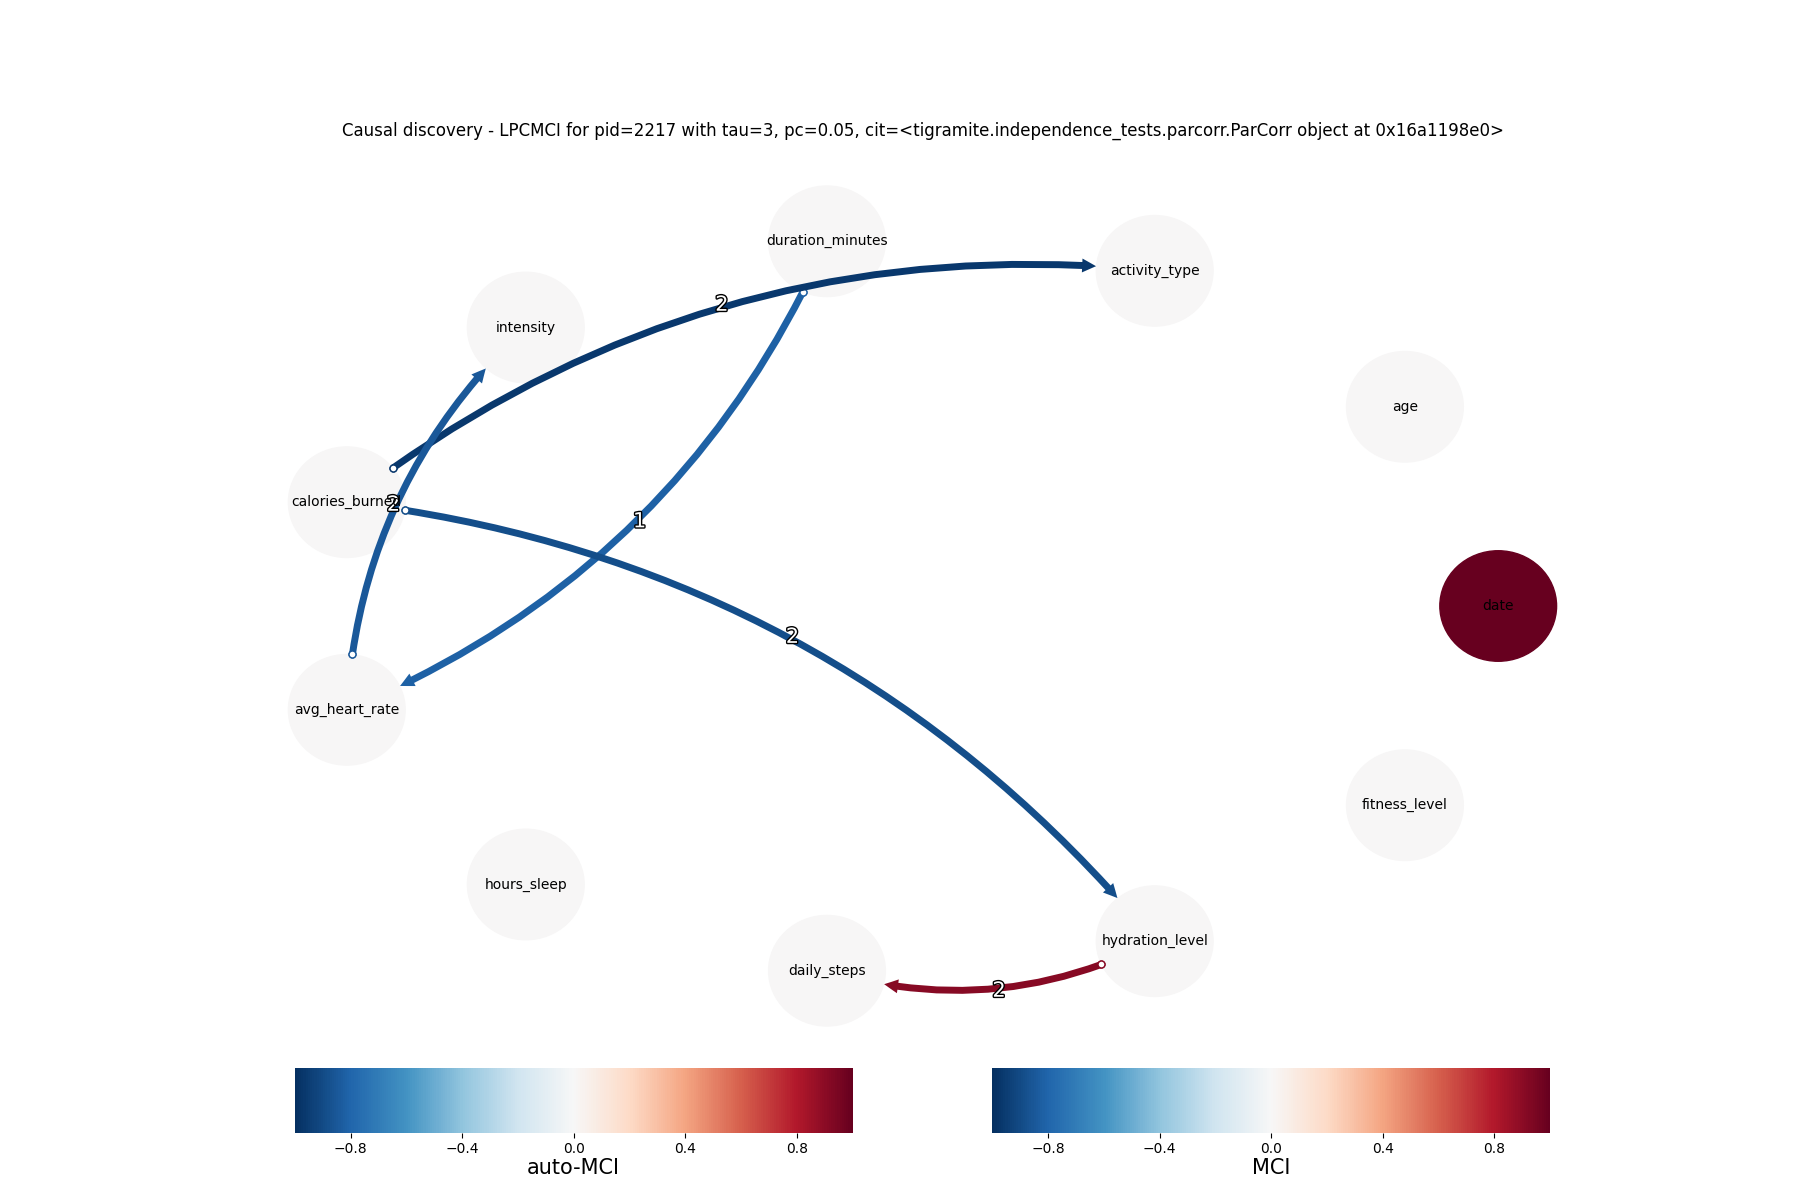 Causal discovery - LPCMCI for pid=2217 with tau=3, pc=0.05, cit=<tigramite.independence_tests.parcorr.ParCorr object at 0x16a1198e0>
duration_minutes
activity_type
2
intensity
age
calories_burned
2
1
date
2
avg_heart_rate
fitness_level
hours_sleep
hydration_level
daily_steps
2
−0.8 −0.4 0.0 0.4 0.8
auto-MCI
−0.8 −0.4 0.0 0.4 0.8
MCI